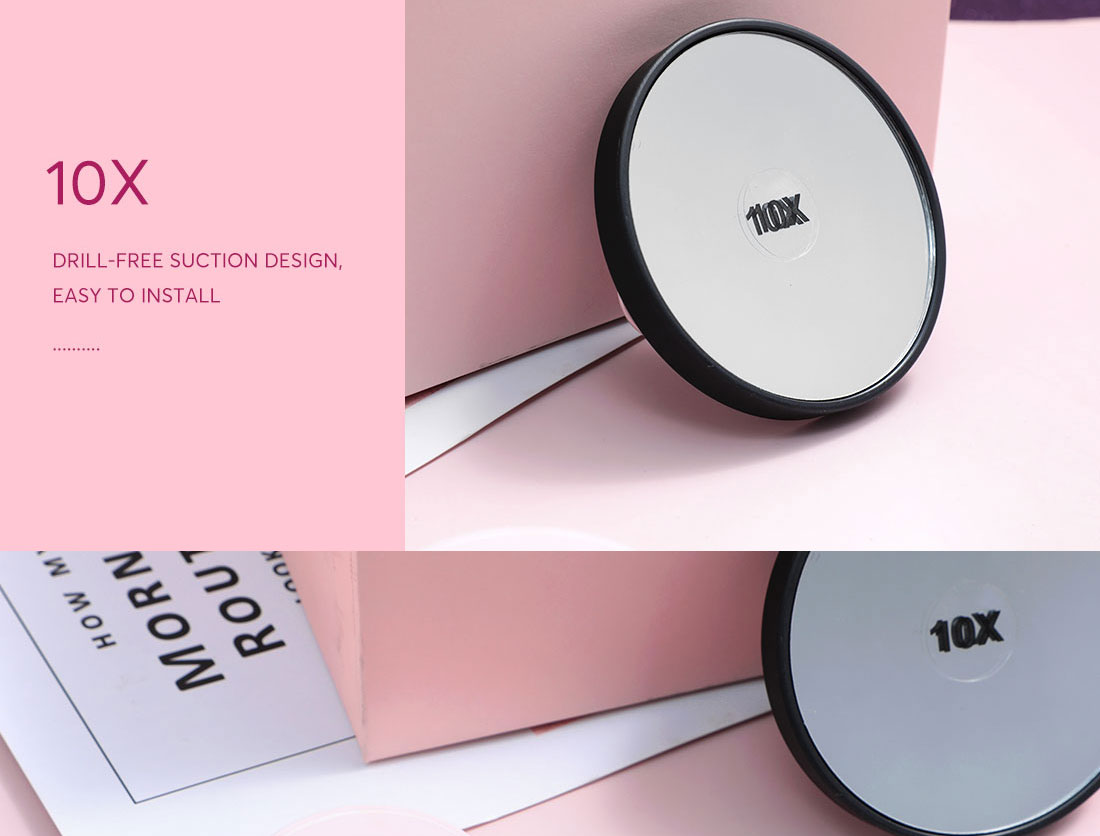 10X
DRILL-FREE SUCTION DESIGN,
EASY TO INSTALL
..........
10X
HOW
MORN
ROUT
10X